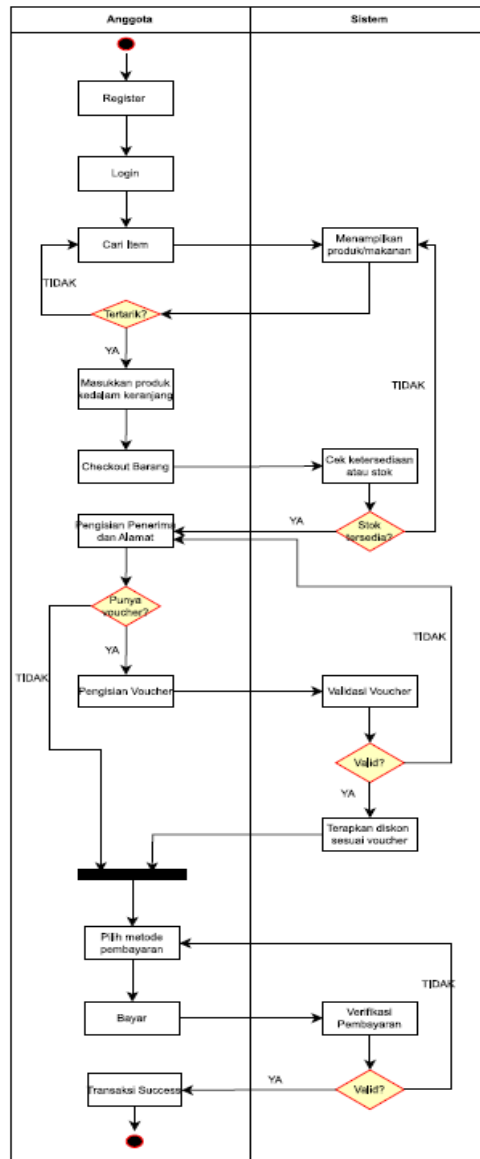 Anggota
Sistem
Register
Login
Cari Item
Menampilkan
produk/makanan
TIDAK
Tertarik?
YA
TIDAK
Masukkan produk
kedalam keranjang
Checkout Barang
Cek ketersediaan
atau stok
Pengisian Penerima
dan Alamat
YA
Stok
tersedia?
Punya
voucher?
TIDAK
YA
TIDAK
Pengisian Voucher
Validasi Voucher
Valid?
YA
Terapkan diskon
sesuai voucher
Pilih metode
pembayaran
TIDAK
Bayar
Verifikasi
Pembayaran
Transaksi Success
YA
Valid?